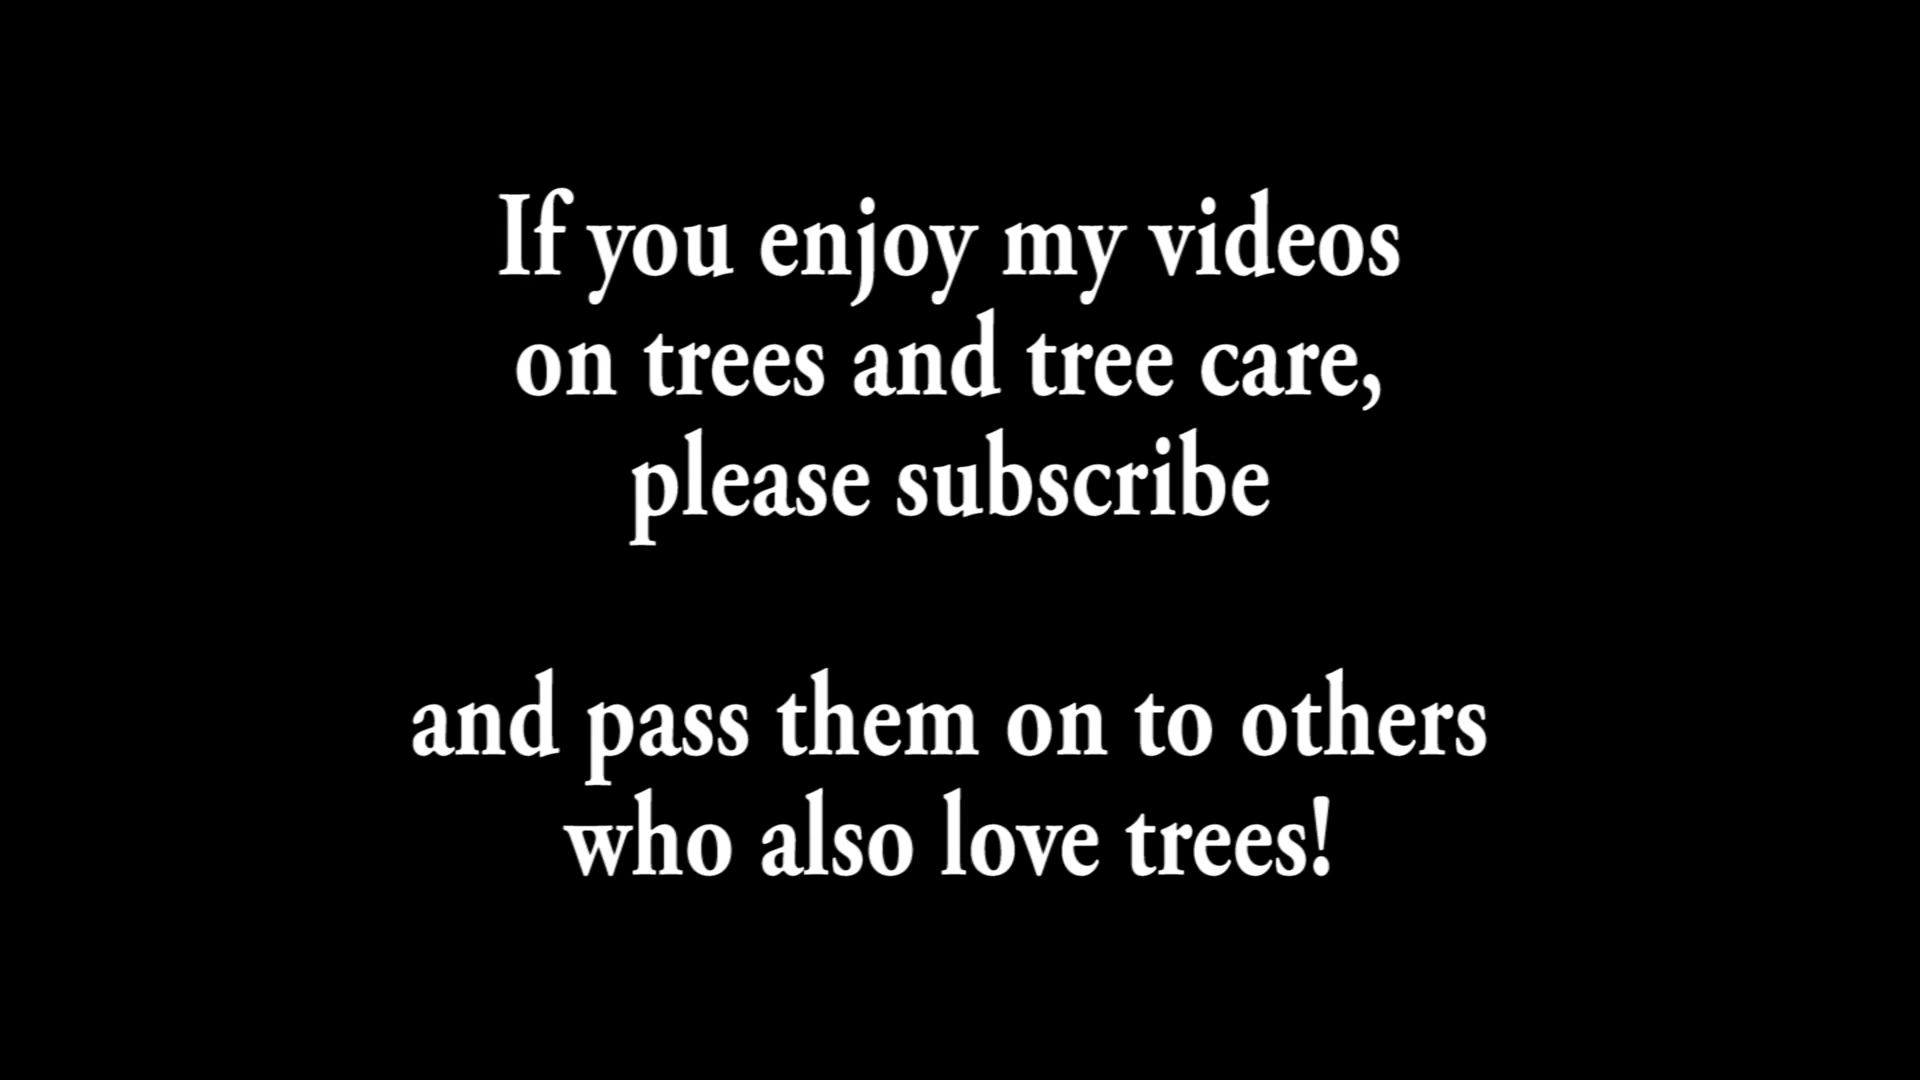 If you enjoy my videos
on trees and tree care,
please subscribe
and pass them on to others
who also love trees!